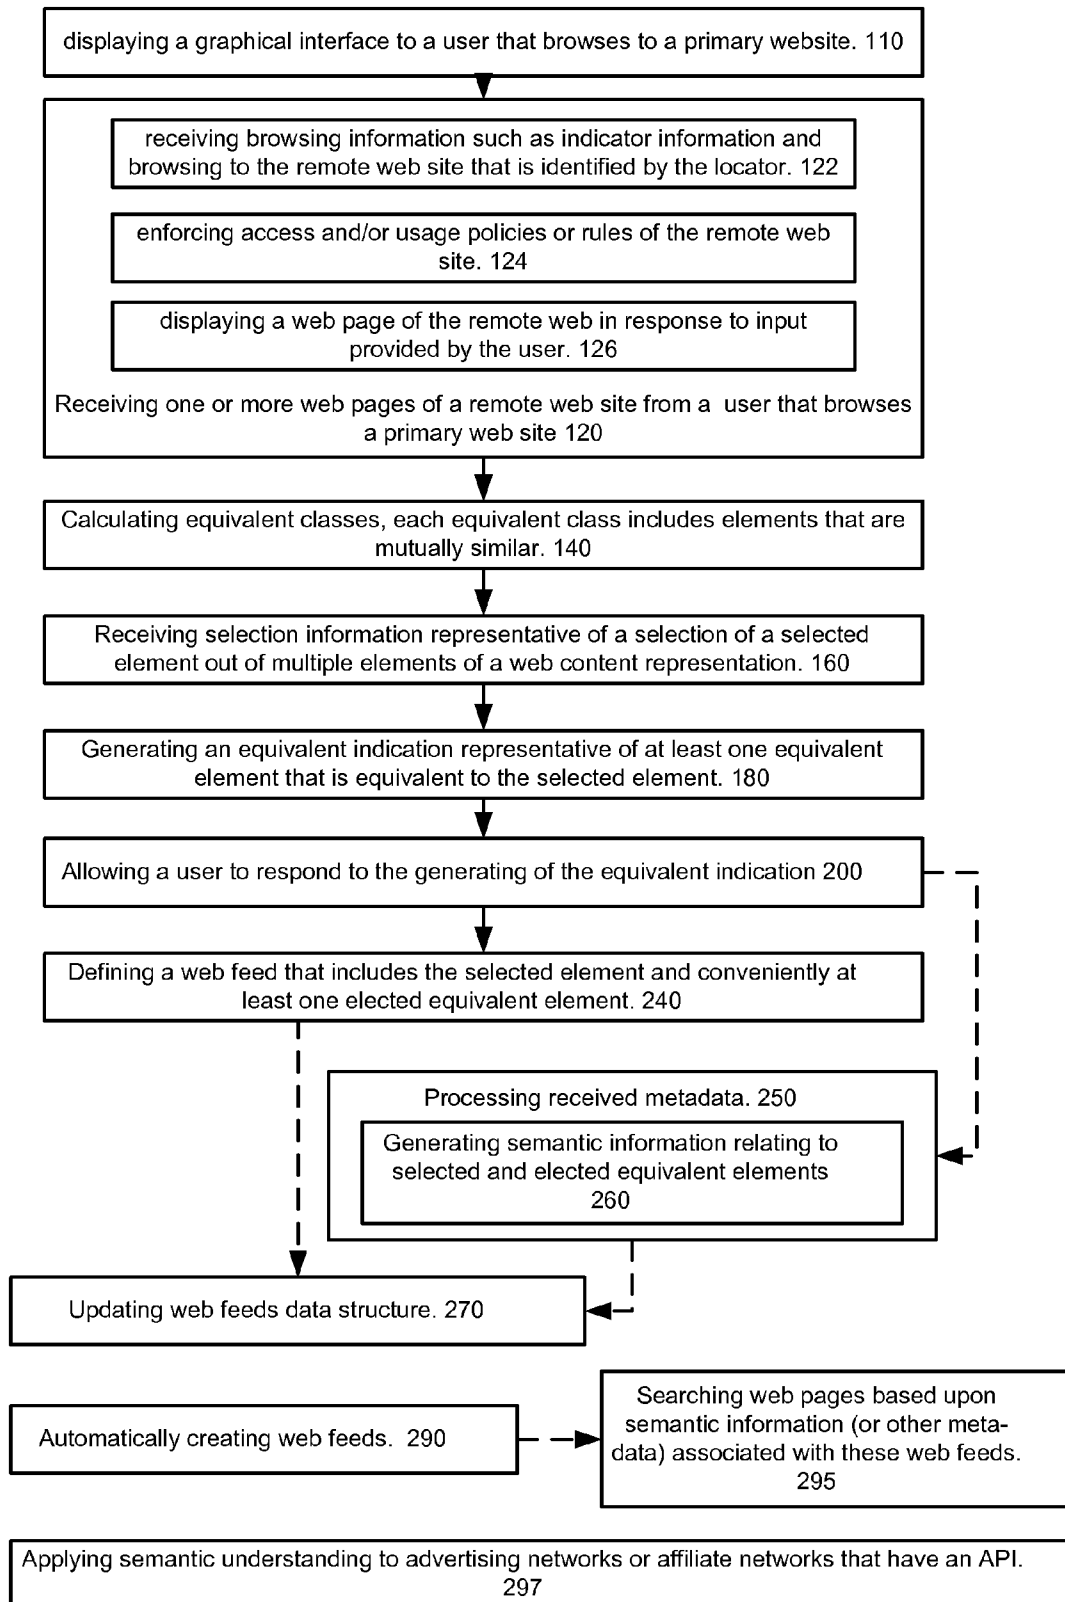 displaying a graphical interface to a user that browses to a primary website. 110
receiving browsing information such as indicator information and
browsing to the remote web site that is identified by the locator. 122
enforcing access and/or usage policies or rules of the remote web
site. 124
displaying a web page of the remote web in response to input
provided by the user. 126
Receiving one or more web pages of a remote web site from a user that browses
a primary web site 120
Calculating equivalent classes, each equivalent class includes elements that are
mutually similar. 140
Receiving selection information representative of a selection of a selected
element out of multiple elements of a web content representation. 160
Generating an equivalent indication representative of at least one equivalent
element that is equivalent to the selected element. 180
Allowing a user to respond to the generating of the equivalent indication 200
Defining a web feed that includes the selected element and conveniently at
least one elected equivalent element. 240
Processing received metadata. 250
Generating semantic information relating to
selected and elected equivalent elements
260
Updating web feeds data structure. 270
Automatically creating web feeds. 290
Searching web pages based upon
semantic information (or other meta-
data) associated with these web feeds.
295
Applying semantic understanding to advertising networks or affiliate networks that have an API.
297